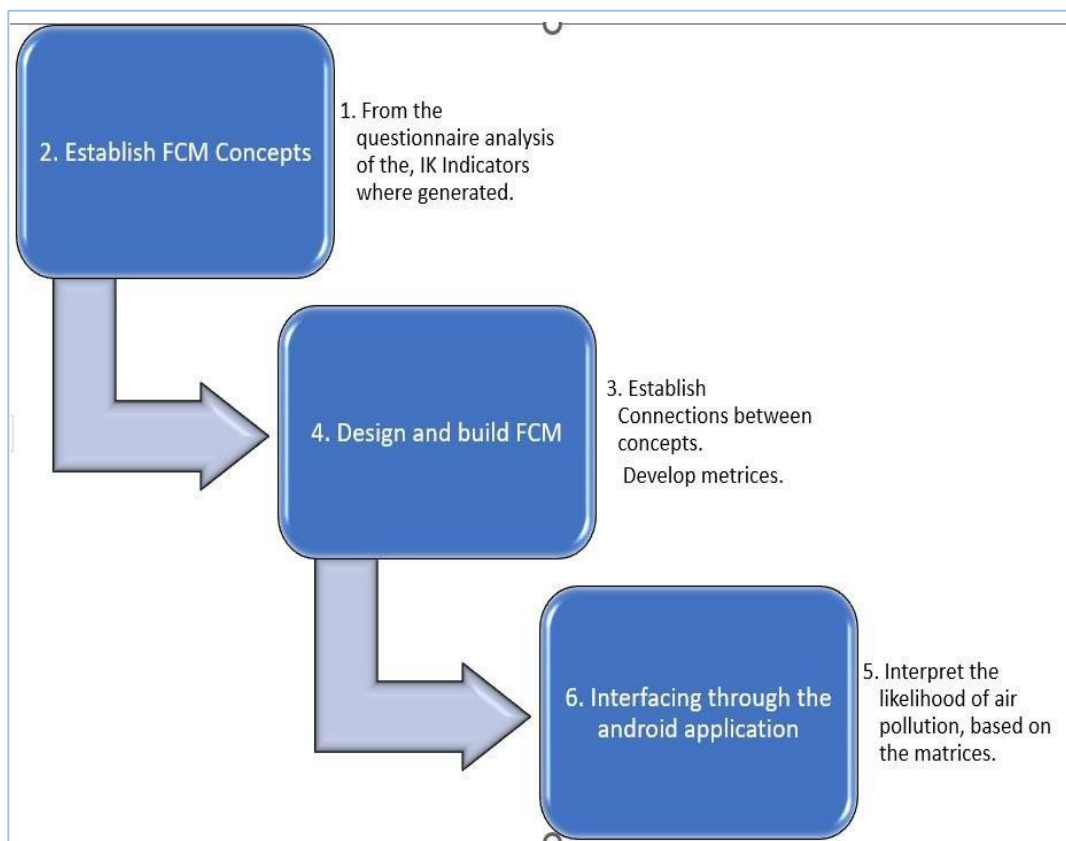 2. Establish FCM Concepts
1. From the
questionnaire analysis
of the, IK Indicators
where generated.
4. Design and build FCM
3. Establish
Connections between
concepts.
Develop metrices.
6. Interfacing through the
android application
5. Interpret the
likelihood of air
pollution, based on
the matrices.